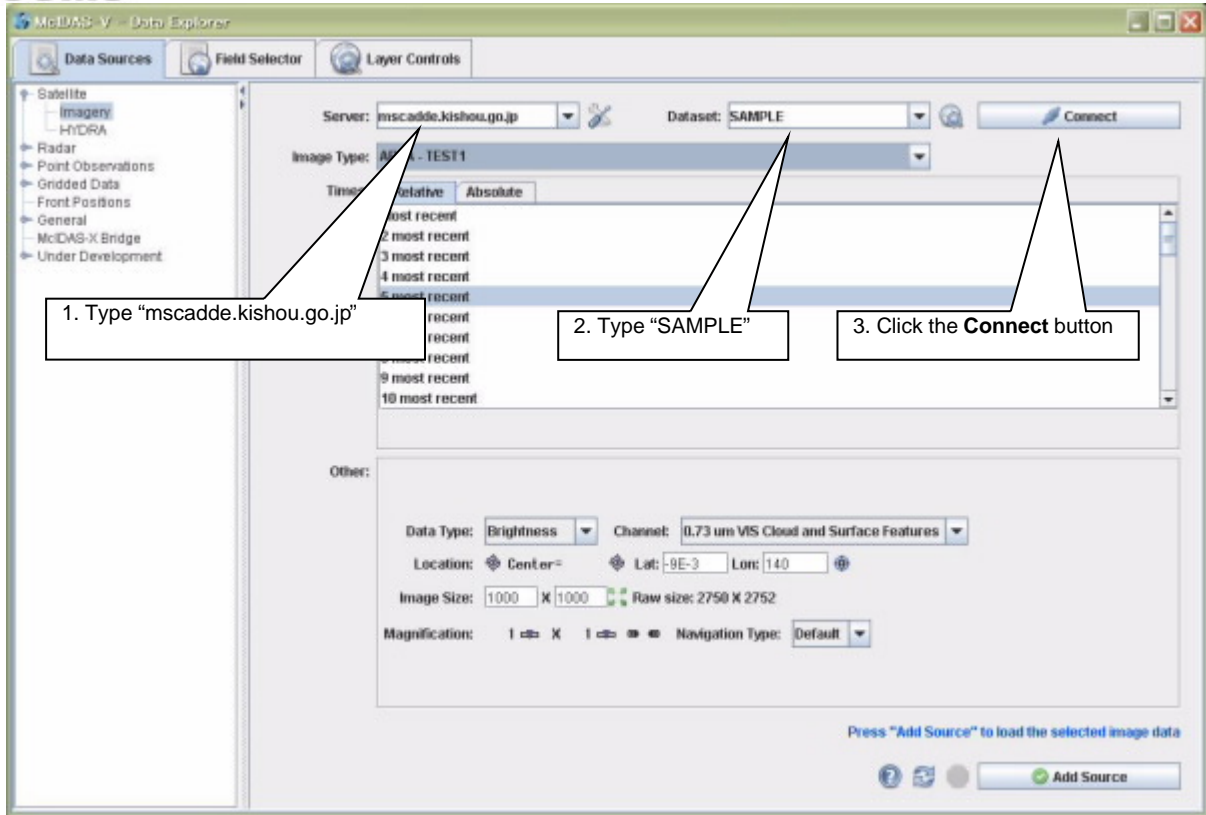 McIDAS-V - Data Explorer
Data Sources
Field Selector
Layer Controls
Satellite
Imagery
HYDRA
Radar
Point Observations
Gridded Data
Front Positions
General
McIDAS-X Bridge
Under Development
Server: mscadde.kishou.go.jp Dataset: SAMPLE Connect
Image Type: - TEST1
Relative Absolute
most recent
2 most recent
3 most recent
4 most recent
most recent
recent
recent
recent
9 most recent
10 most recent
1. Type “mscadde.kishou.go.jp”
2. Type “SAMPLE”
3. Click the Connect button
Other:
Data Type: Brightness Channel: 0.73 um VIS Cloud and Surface Features
Location: Center= Lat: -9E-3 Lon: 140
Image Size: 1000 X 1000 Raw size: 2750 X 2752
Magnification: 1 X 1 Navigation Type: Default
Press "Add Source" to load the selected image data
Add Source